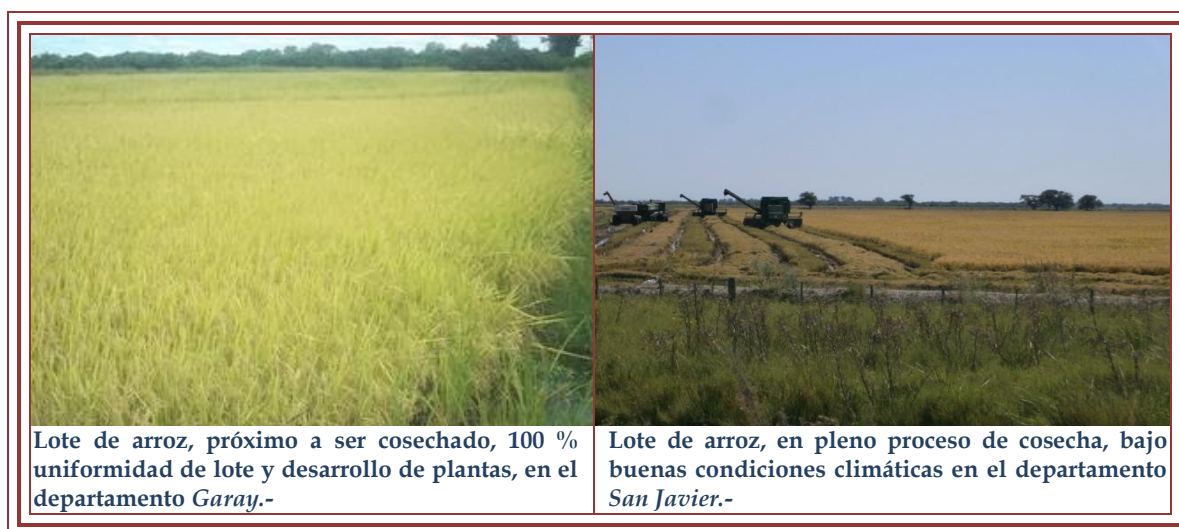 Lote de arroz, próximo a ser cosechado, 100 %
uniformidad de lote y desarrollo de plantas, en el
departamento Garay.-
Lote de arroz, en pleno proceso de cosecha, bajo
buenas condiciones climáticas en el departamento
San Javier.-